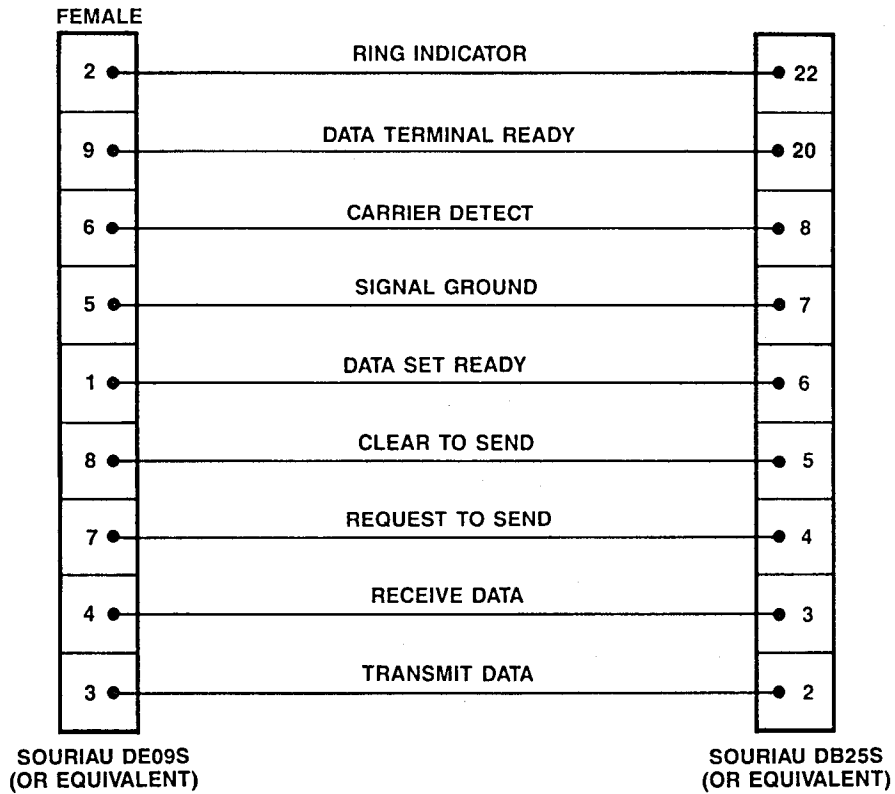 FEMALE
2 RING INDICATOR 22
9 DATA TERMINAL READY 20
6 CARRIER DETECT 8
5 SIGNAL GROUND 7
1 DATA SET READY 6
8 CLEAR TO SEND 5
7 REQUEST TO SEND 4
4 RECEIVE DATA 3
3 TRANSMIT DATA 2
SOURIAU DE09S
(OR EQUIVALENT)
SOURIAU DB25S
(OR EQUIVALENT)